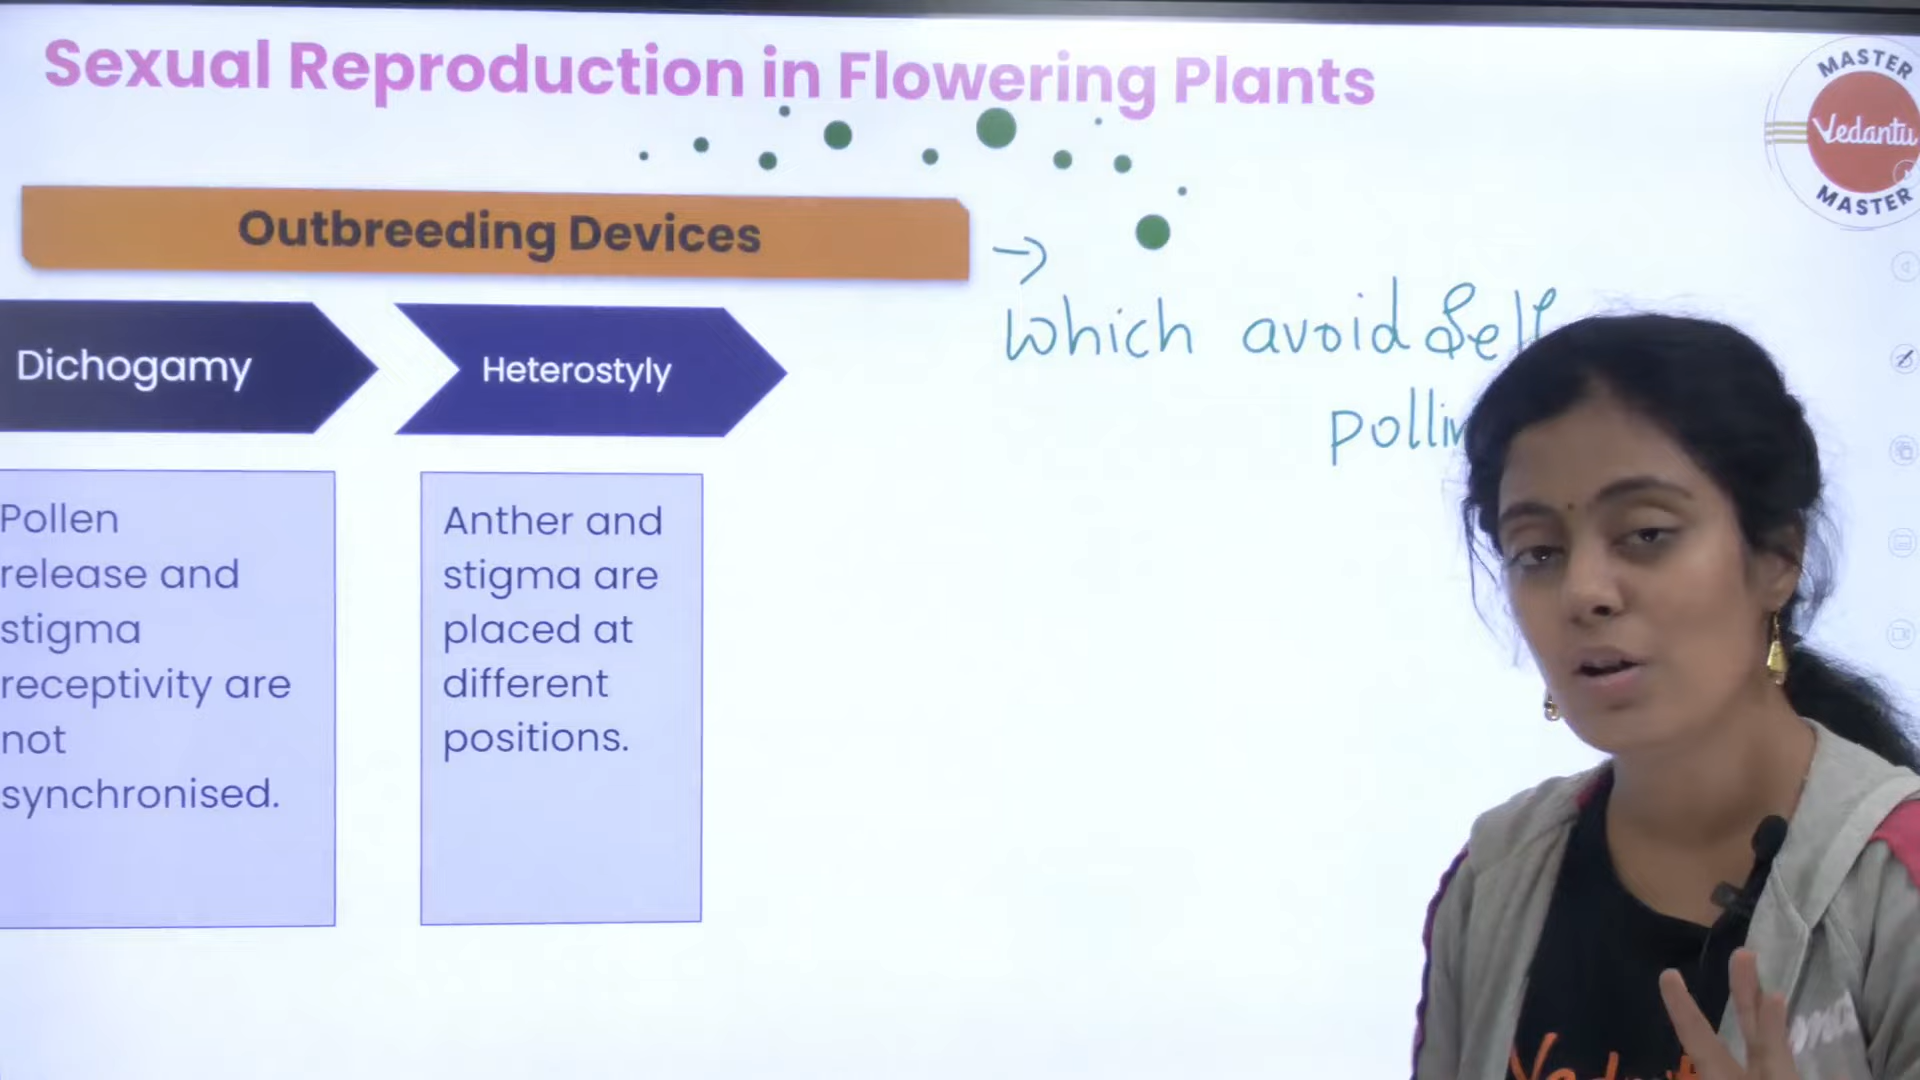 Sexual Reproduction in Flowering Plants
MASTER
Vedantu
MASTER
Outbreeding Devices
→
which avoid Self
Dichogamy
Heterostyly
Pollen
release and
stigma
receptivity are
not
synchronised.
Anther and
stigma are
placed at
different
positions.